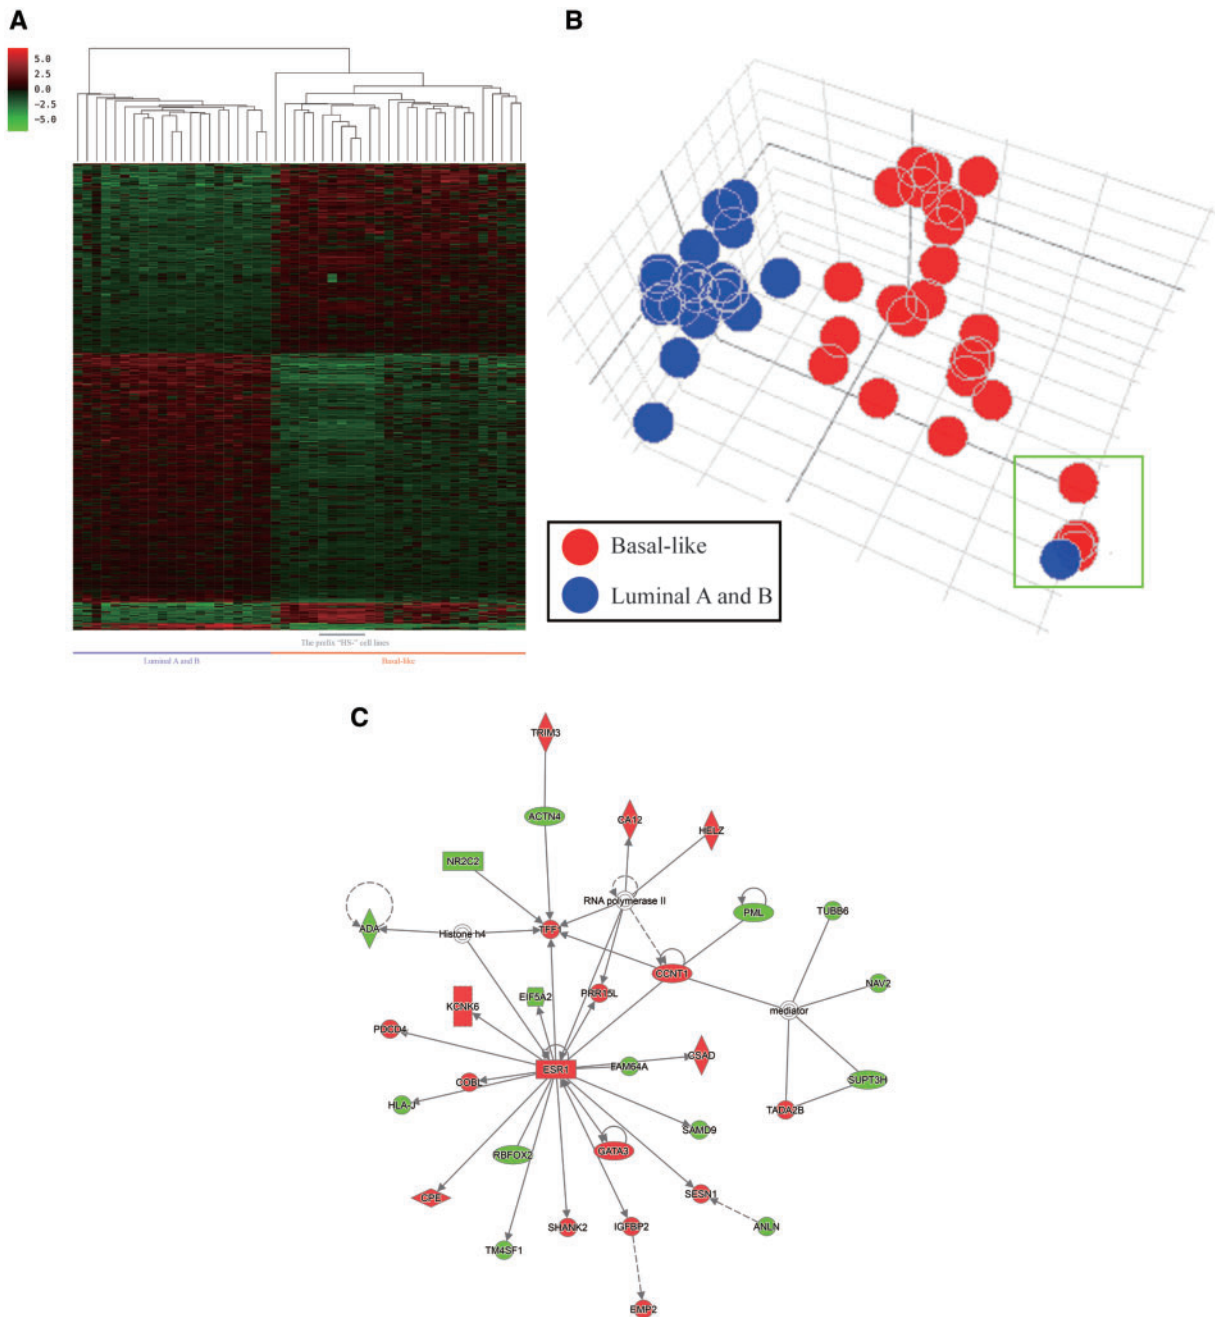 A
5.0
2.5
0.0
-2.5
-5.0
The prefix "HS-" cell lines
Luminal A and B
Basal-like
B
Basal-like
Luminal A and B
C
TRIM3
ACTN4
CA12
HELZ
NR2C2
RNA polymerase II
ADA
Histone h4
TFF1
PML
TUBB6
CCNT1
NAV2
KCNK6
EIF5A2
PRR15L
mediator
PDCD4
ESR1
FAM64A
CSAD
COBL
SUPT3H
HLA-J
TADA2B
SAMD9
RBFOX2
GATA3
CPE
SESN1
SHANK2
IGFBP2
ANLN
TM4SF1
EMP2